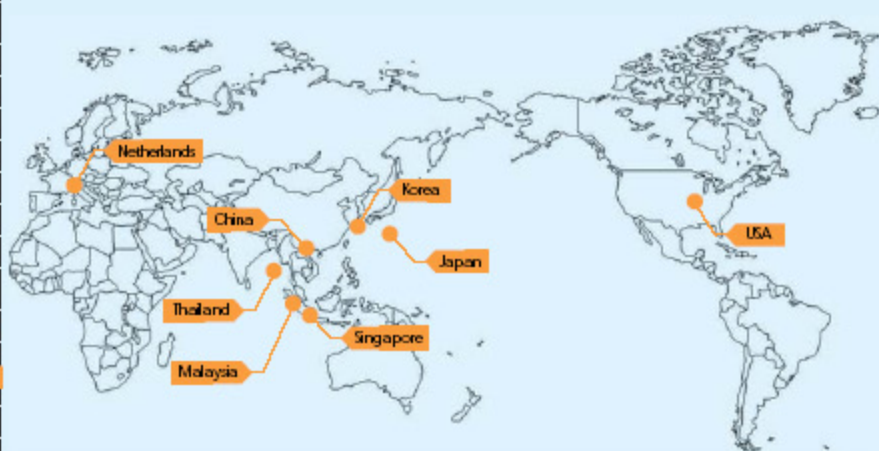 Netherlands
Korea
China
USA
Japan
Thailand
Singapore
Malaysia